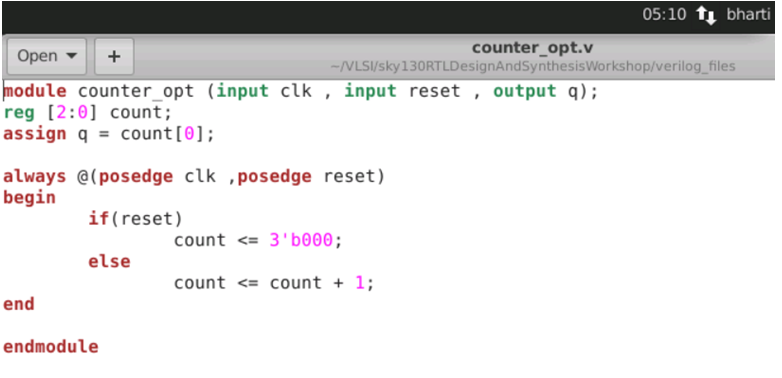 05:10 bharti
Open +
counter_opt.v
~/VLSI/sky130RTLDesignAndSynthesisWorkshop/verilog_files
module counter_opt (input clk , input reset , output q);
reg [2:0] count;
assign q = count[0];

always @(posedge clk ,posedge reset)
begin
        if(reset)
                count <= 3'b000;
        else
                count <= count + 1;
end

endmodule